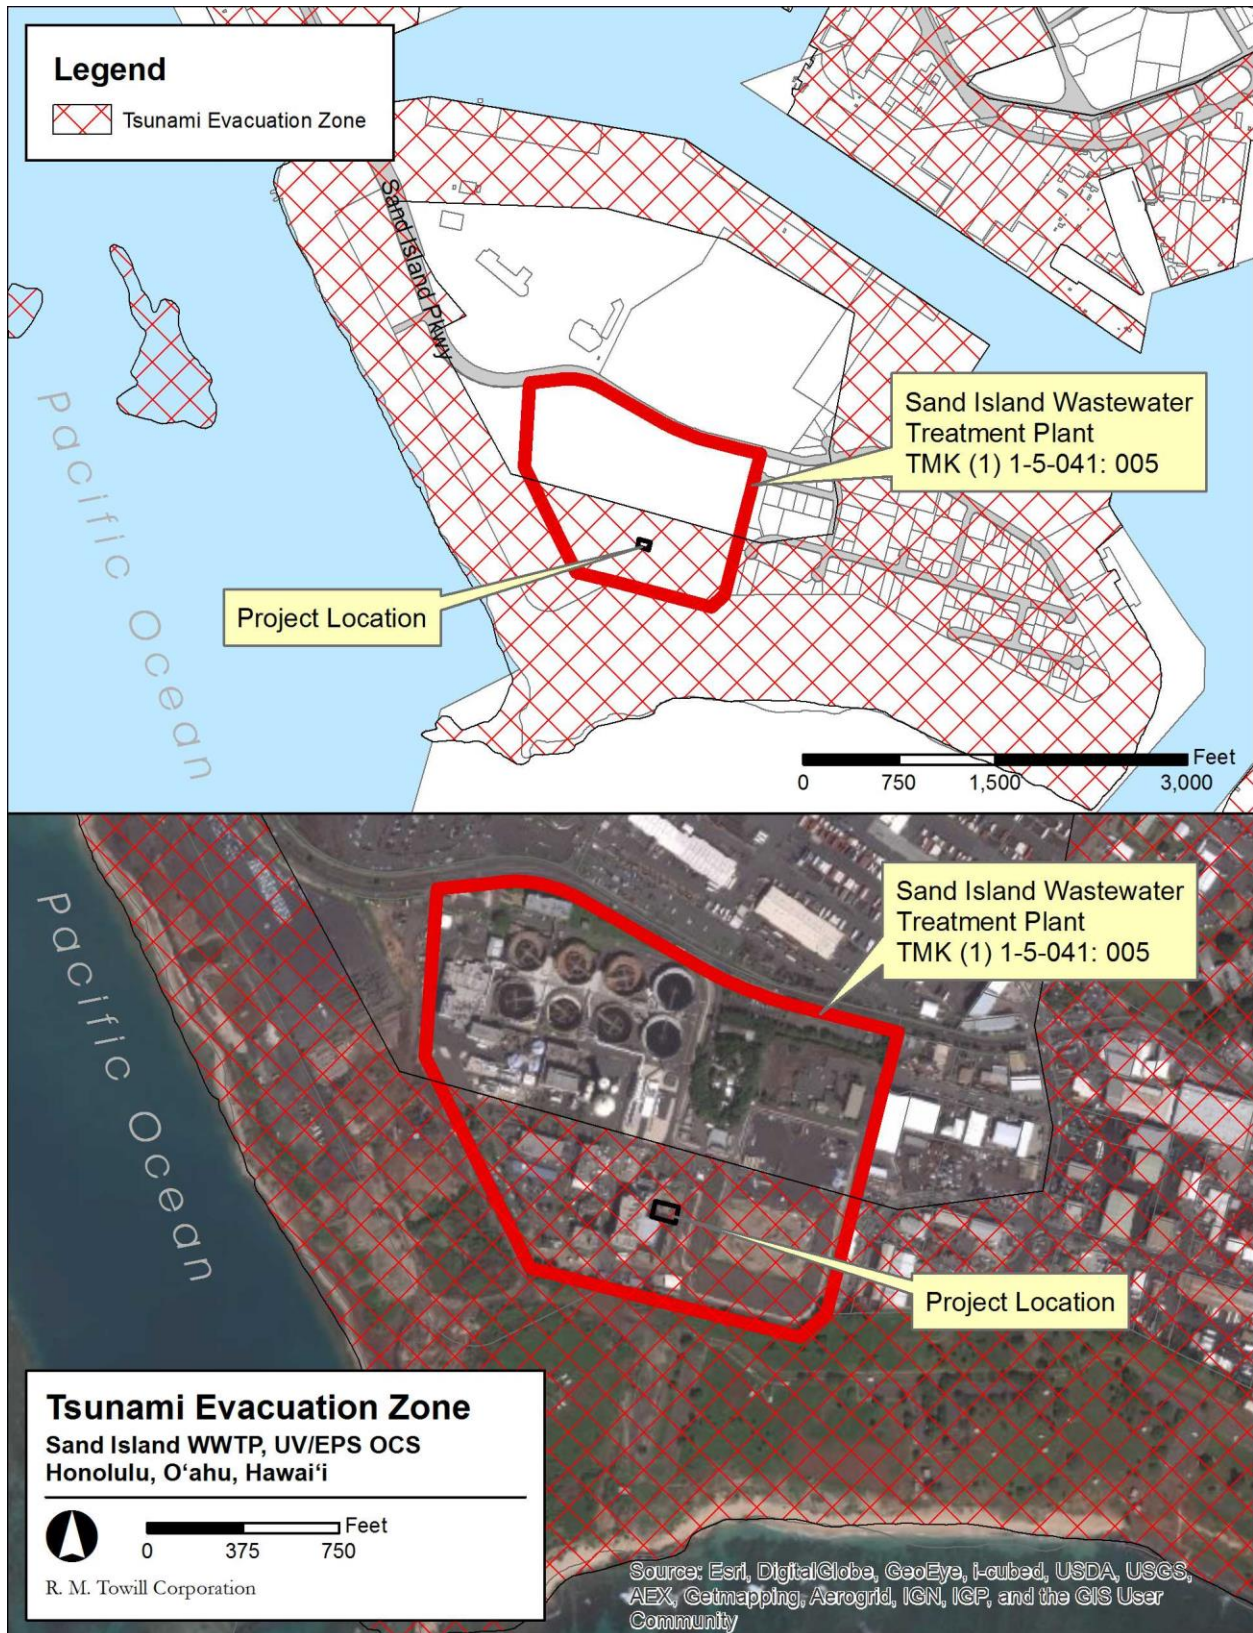 Legend
Tsunami Evacuation Zone
Sand Island Pkwy
Sand Island Wastewater
Treatment Plant
TMK (1) 1-5-041: 005
Pacific Ocean
Project Location
Feet
0 750 1,500 3,000
Sand Island Wastewater
Treatment Plant
TMK (1) 1-5-041: 005
Pacific Ocean
Project Location
Tsunami Evacuation Zone
Sand Island WWTP, UV/EPS OCS
Honolulu, Oʻahu, Hawaiʻi
Feet
0 375 750
R. M. Towill Corporation
Source: Esri, DigitalGlobe, GeoEye, i-cubed, USDA, USGS,
AEX, Getmapping, Aerogrid, IGN, IGP, and the GIS User
Community